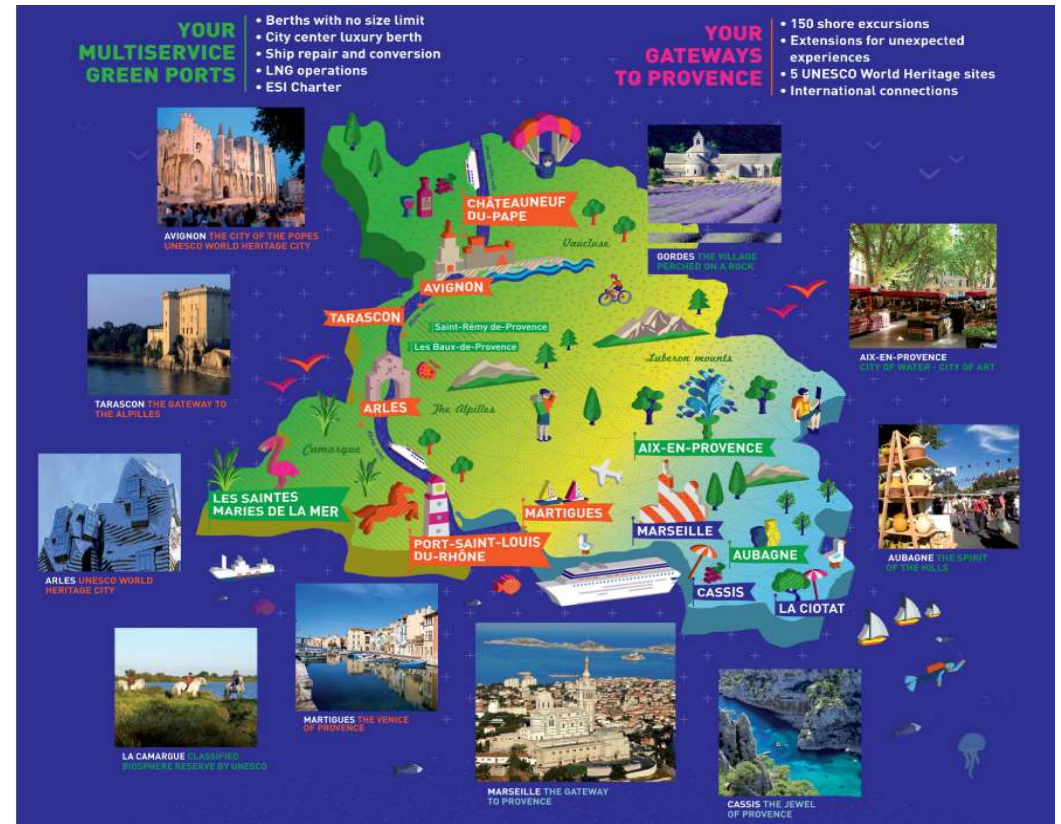 YOUR
MULTISERVICE
GREEN PORTS
• Berths with no size limit
• City center luxury berth
• Ship repair and conversion
• LNG operations
• ESI Charter
YOUR
GATEWAYS
TO PROVENCE
• 150 shore excursions
• Extensions for unexpected
experiences
• 5 UNESCO World Heritage sites
• International connections
AVIGNON THE CITY OF THE POPES
UNESCO WORLD HERITAGE CITY
CHÂTEAUNEUF
DU-PAPE
Vaucluse
GORDES THE VILLAGE
PERCHED ON A ROCK
AVIGNON
TARASCON
Saint-Rémy de-Provence
Les Baux-de-Provence
Luberon mounts
AIX-EN-PROVENCE
CITY OF WATER - CITY OF ART
TARASCON THE GATEWAY TO
THE ALPILLES
ARLES
The Alpilles
Camargue
AIX-EN-PROVENCE
LES SAINTES
MARIES DE LA MER
MARTIGUES
MARSEILLE
PORT-SAINT-LOUIS
DU-RHÔNE
AUBAGNE
AUBAGNE THE SPIRIT
OF THE HILLS
ARLES UNESCO WORLD
HERITAGE CITY
CASSIS
LA CIOTAT
MARTIGUES THE VENICE
OF PROVENCE
LA CAMARGUE CLASSIFIED
BIOSPHERE RESERVE BY UNESCO
MARSEILLE THE GATEWAY
TO PROVENCE
CASSIS THE JEWEL
OF PROVENCE